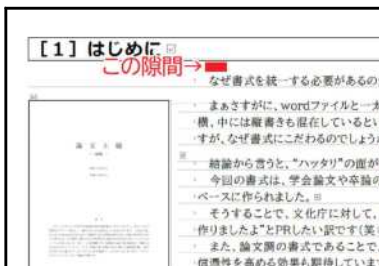 ［1］はじめに
この隙間→
なぜ書式を統一する必要があるの
まぁさすがに、wordファイルと一太
横、中には縦書きも混在しているとい
すが、なぜ書式にこだわるのでしょう
結論から言うと、“ハッタリ”の面が
今回の書式は、学会論文や卒論の
ベースに作られました。
そうすることで、文化庁に対して、
作りましたよ”とPRしたい訳です(笑
また、論文調の書式であることで、
信憑性を高める効果も期待していま